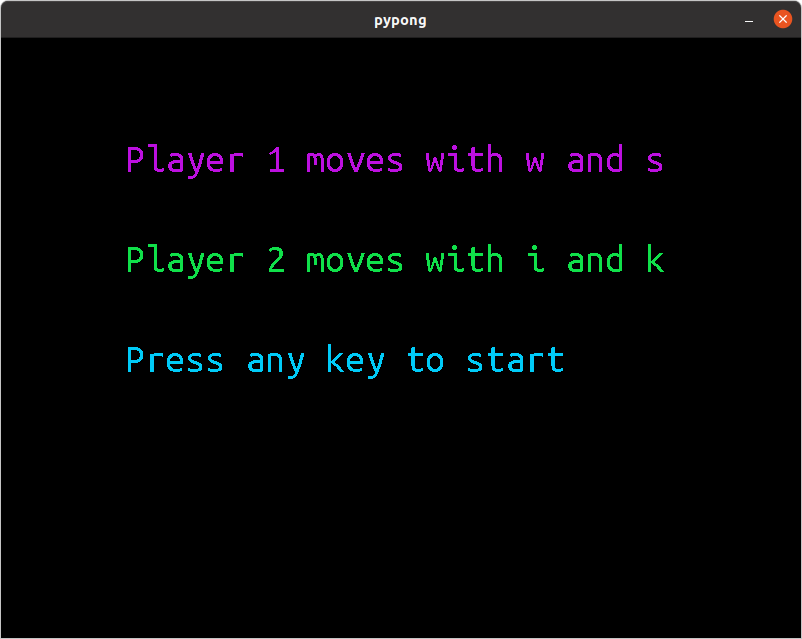 pypong
Player 1 moves with w and s
Player 2 moves with i and k
Press any key to start